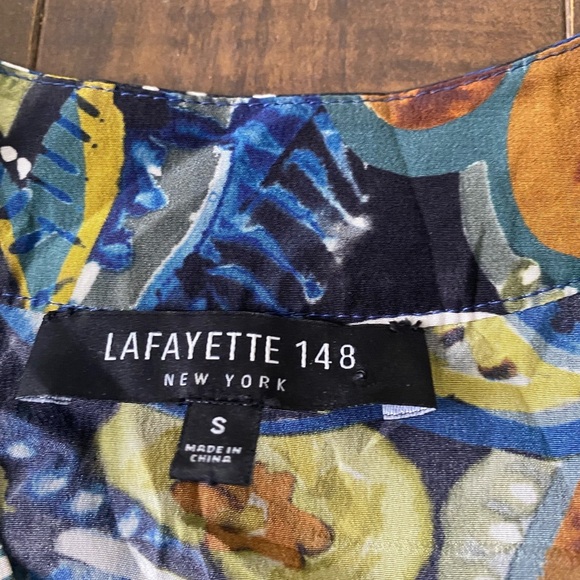 LAFAYETTE 148
NEW YORK
S
MADE IN
CHINA